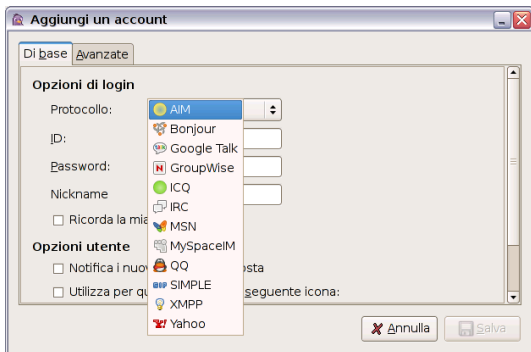 Aggiungi un account
Di base Avanzate
Opzioni di login
Protocollo: AIM
Bonjour
ID:
Google Talk
Password:
GroupWise
ICQ
Nickname
IRC
Ricorda la mia
MSN
Opzioni utente
MySpaceIM
Notifica i nuov QQ osta
SIMPLE
Utilizza per qu seguente icona:
XMPP
Yahoo
Annulla Salva